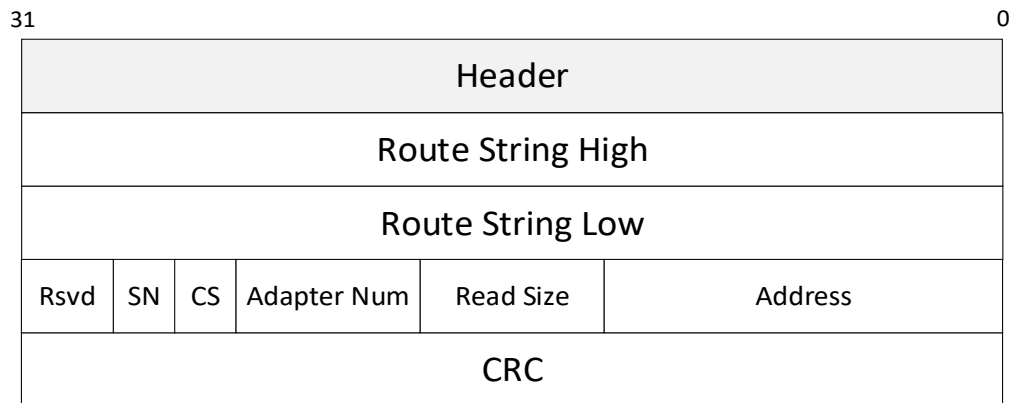 31 0
Header
Route String High
Route String Low
Rsvd SN CS Adapter Num Read Size Address
CRC